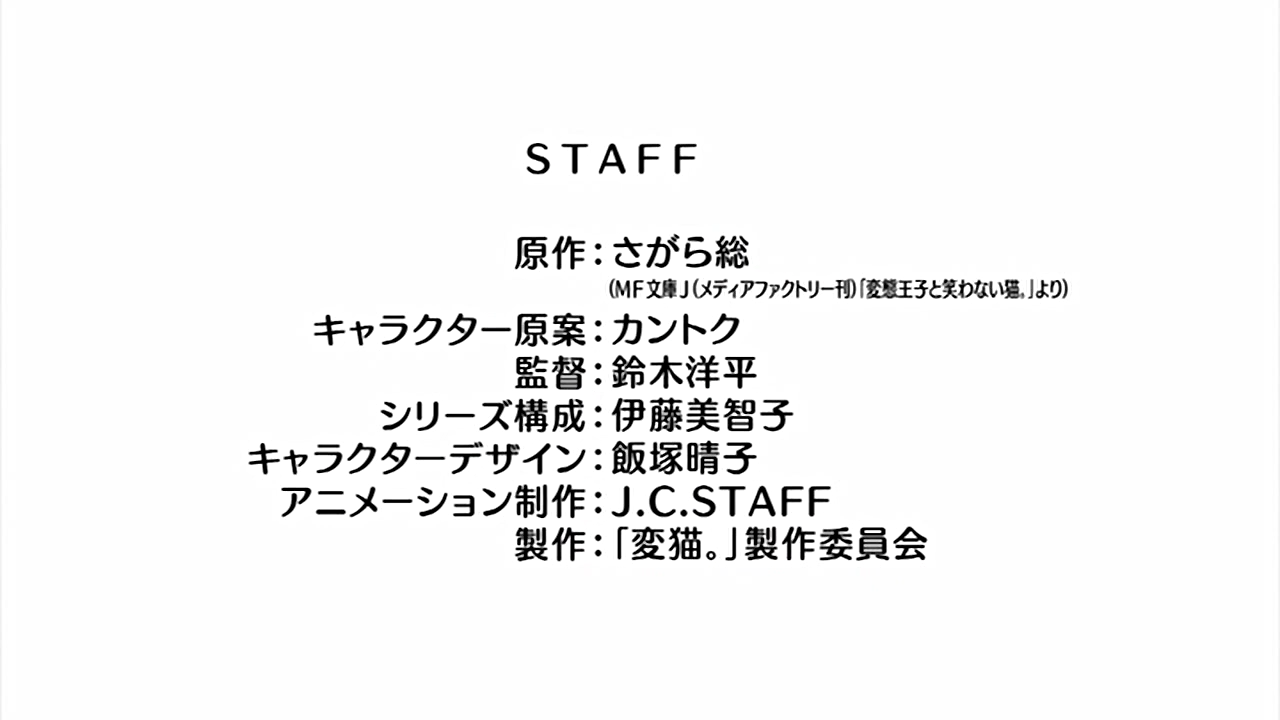 STAFF
原作：さがら総
（MF文庫J（メディアファクトリー刊）「変態王子と笑わない猫。」より）
キャラクター原案：カントク
監督：鈴木洋平
シリーズ構成：伊藤美智子
キャラクターデザイン：飯塚晴子
アニメーション制作：J.C.STAFF
製作：「変猫。」製作委員会